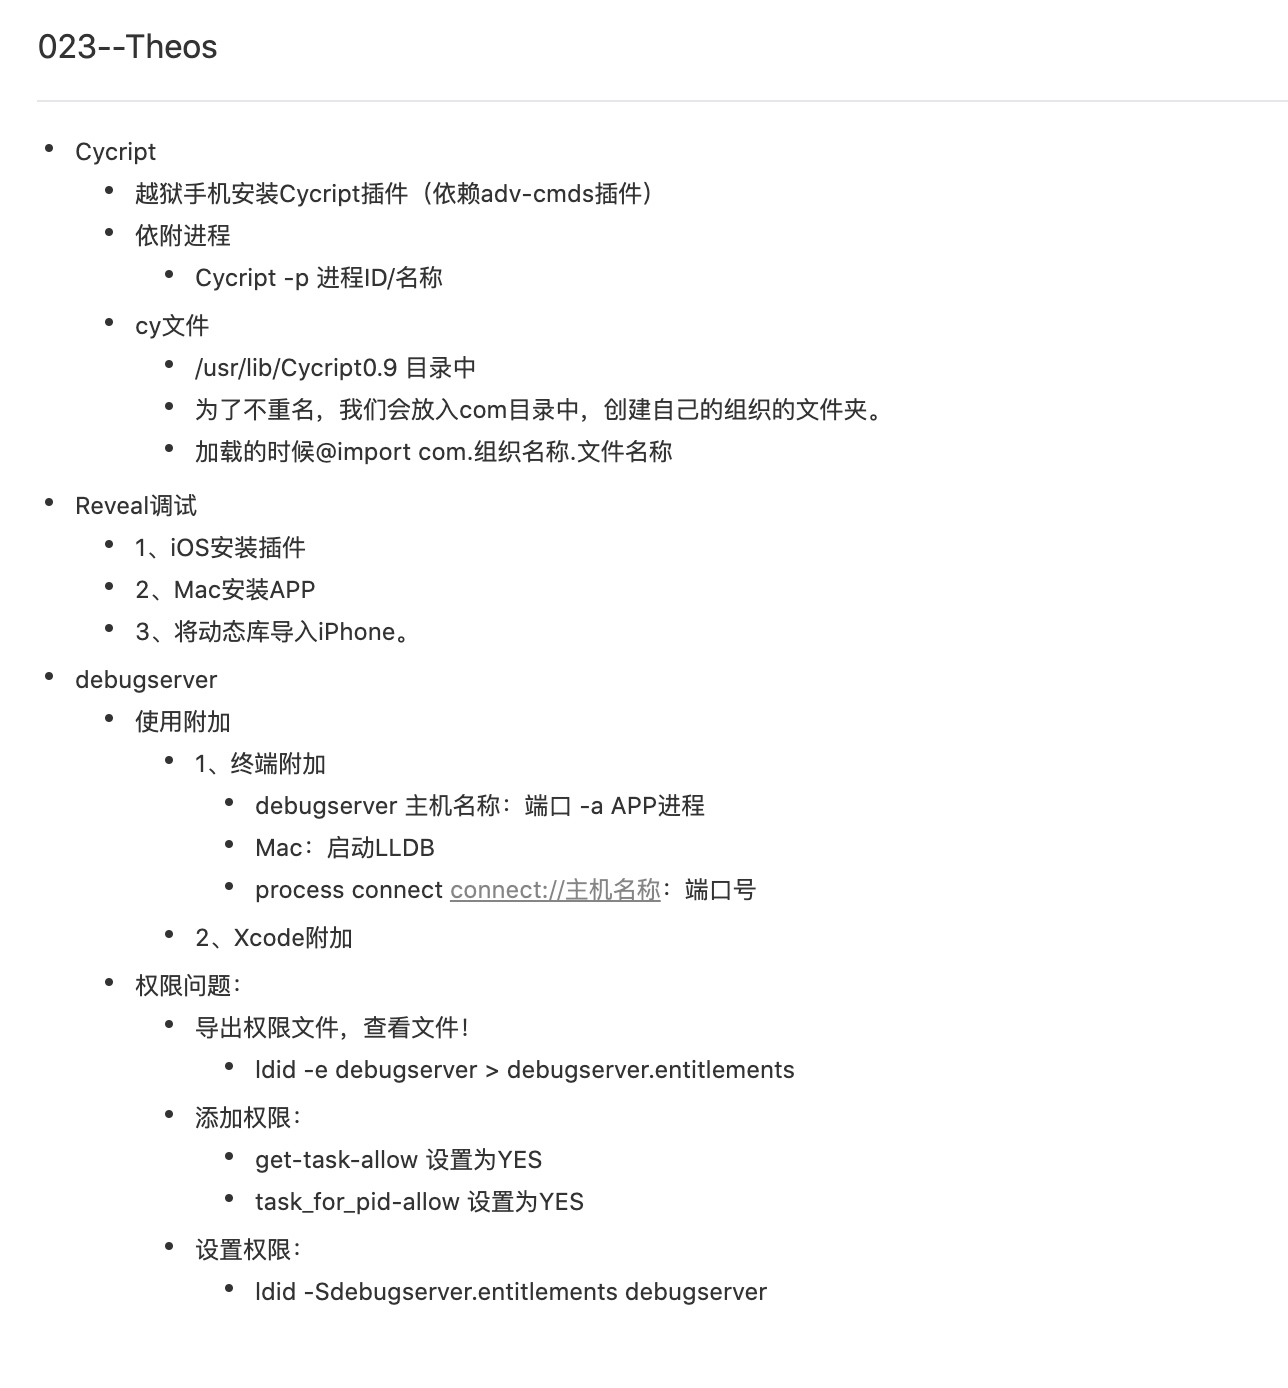 023--Theos
Cycript
越狱手机安装Cycript插件（依赖adv-cmds插件）
依附进程
Cycript -p 进程ID/名称
cy文件
/usr/lib/Cycript0.9 目录中
为了不重名，我们会放入com目录中，创建自己的组织的文件夹。
加载的时候@import com.组织名称.文件名称
Reveal调试
1、iOS安装插件
2、Mac安装APP
3、将动态库导入iPhone。
debugserver
使用附加
1、终端附加
debugserver 主机名称：端口 -a APP进程
Mac：启动LLDB
process connect connect://主机名称：端口号
2、Xcode附加
权限问题：
导出权限文件，查看文件！
ldid -e debugserver > debugserver.entitlements
添加权限：
get-task-allow 设置为YES
task_for_pid-allow 设置为YES
设置权限：
ldid -Sdebugserver.entitlements debugserver